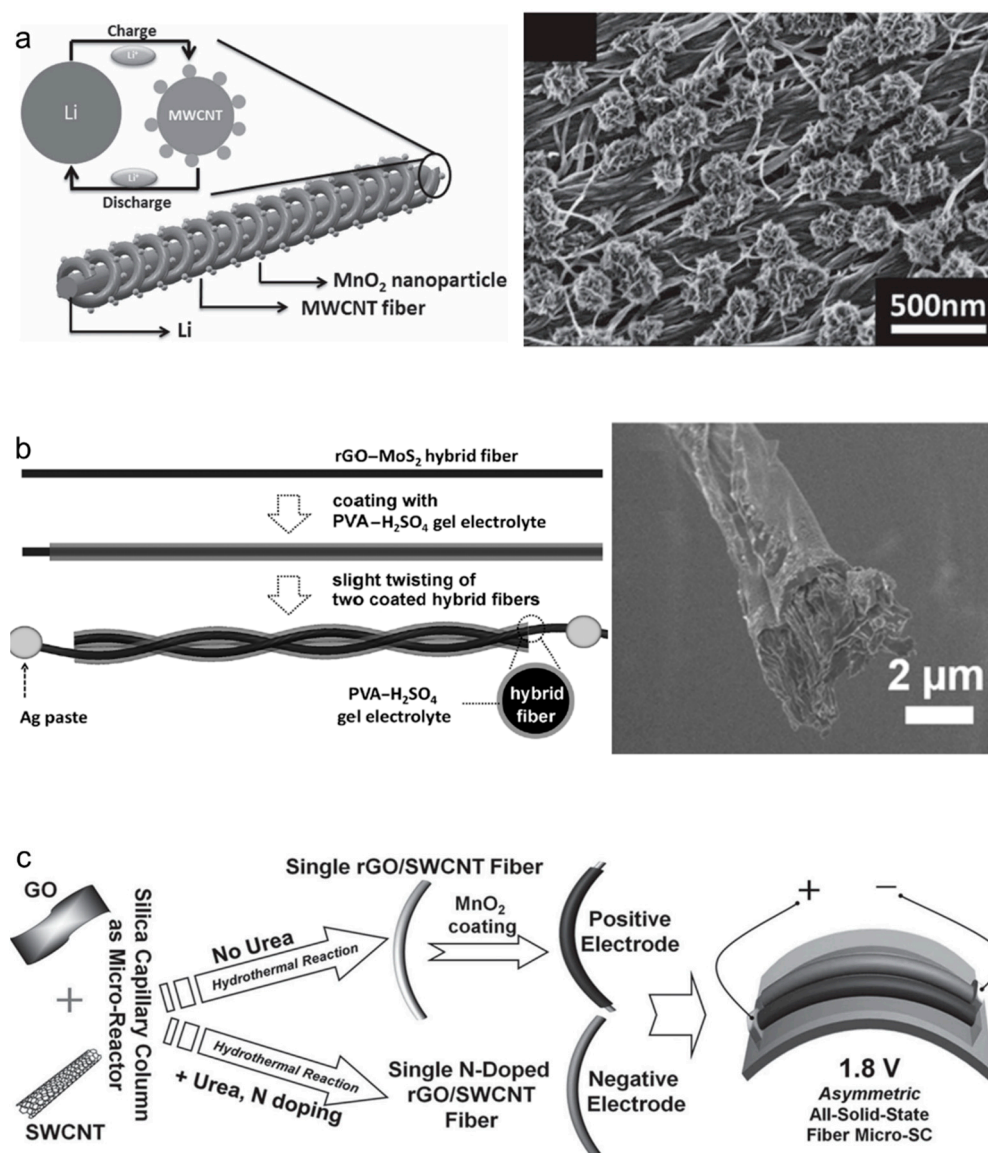 a
Charge
Li⁺
Li
MWCNT
Li⁺
Discharge
MnO₂ nanoparticle
MWCNT fiber
Li
500nm
b
rGO–MoS₂ hybrid fiber
coating with
PVA–H₂SO₄ gel electrolyte
slight twisting of
two coated hybrid fibers
Ag paste
PVA–H₂SO₄
gel electrolyte
hybrid
fiber
2 μm
c
GO
+
SWCNT
Silica Capillary Column
as Micro-Reactor
No Urea
Hydrothermal Reaction
Hydrothermal Reaction
+ Urea, N doping
Single rGO/SWCNT Fiber
MnO₂
coating
Positive
Electrode
Single N-Doped
rGO/SWCNT
Fiber
Negative
Electrode
+ −
1.8 V
Asymmetric
All-Solid-State
Fiber Micro-SC